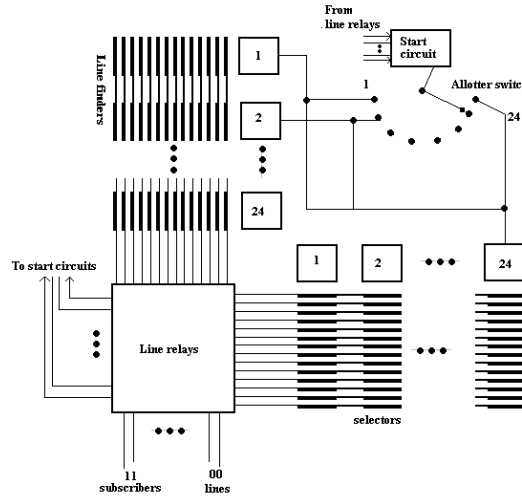 From
line relays
Start
circuit
1
Allotter switch
24
Line finders
1
2
24
1
2
24
To start circuits
Line relays
selectors
11
subscribers
00
lines